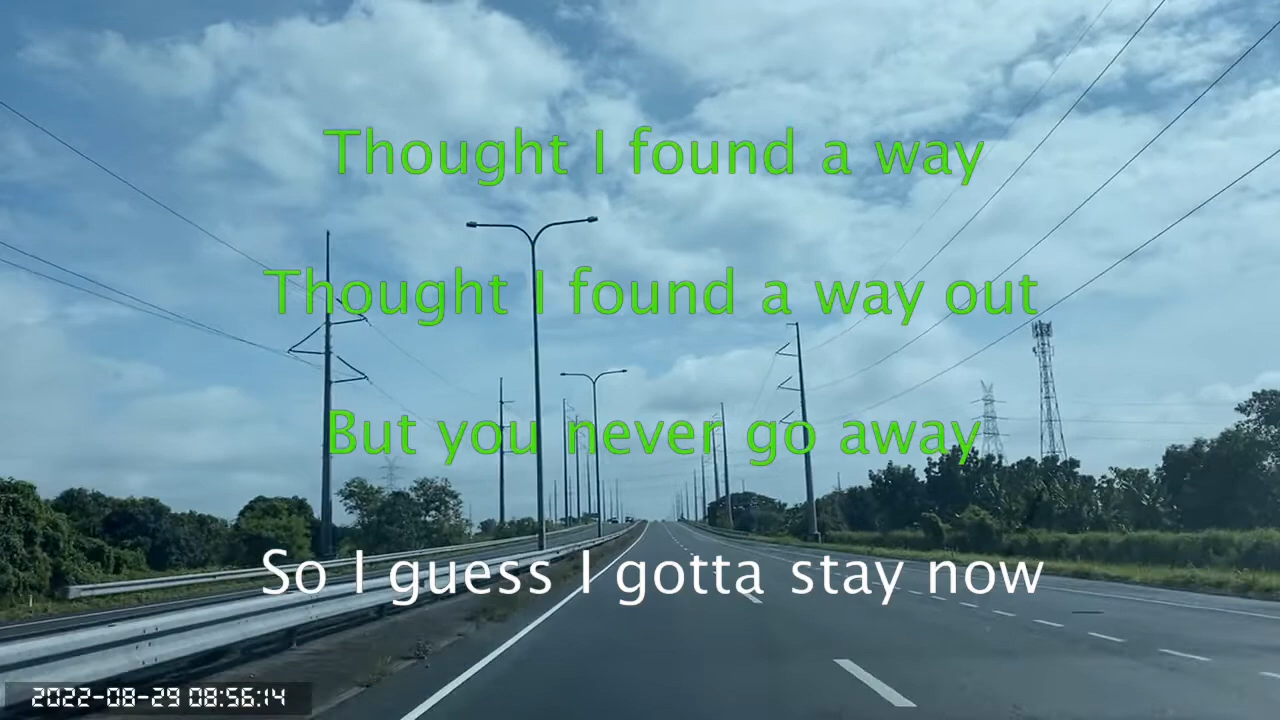 Thought I found a way
Thought I found a way out
But you never go away
So I guess I gotta stay now
2022-08-29 08:56:14